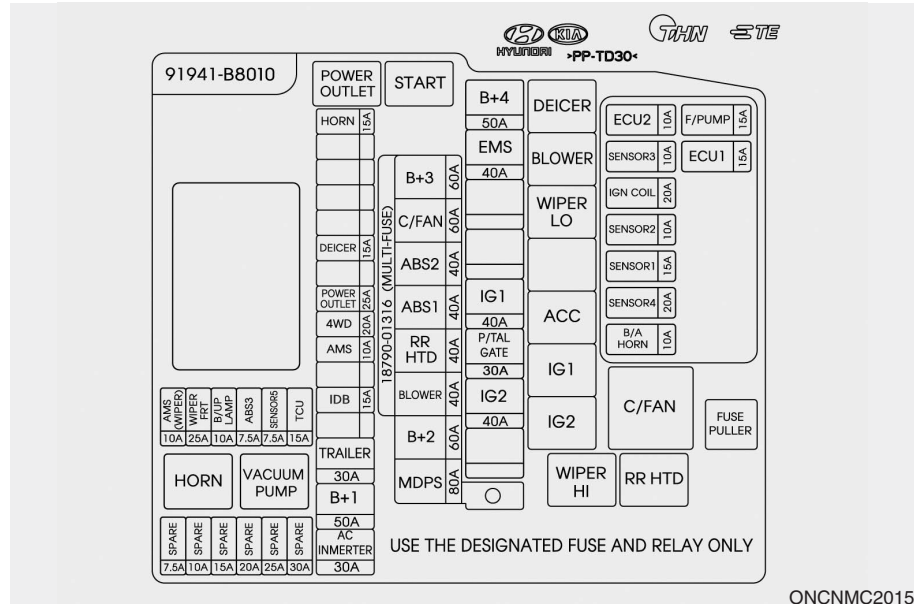 HYUNDAI
KIA
THN
ETE
>PP-TD30<
91941-B8010
POWER
OUTLET
START
HORN 15A
DEICER 15A
POWER
OUTLET 25A
4WD 20A
AMS 10A
IDB 15A
TRAILER
30A
B+1
50A
AC
INMERTER
30A
18790-01316 (MULTI-FUSE)
B+3 60A
C/FAN 60A
ABS2 40A
ABS1 40A
RR
HTD 40A
BLOWER 40A
B+2 60A
MDPS 80A
B+4
50A
EMS
40A
IG1
40A
P/TAL
GATE
30A
IG2
40A
DEICER
BLOWER
WIPER
LO
ACC
IG1
IG2
WIPER
HI
RR HTD
ECU2 10A
F/PUMP 15A
SENSOR3 10A
ECU1 15A
IGN COIL 20A
SENSOR2 10A
SENSOR1 15A
SENSOR4 20A
B/A
HORN 10A
C/FAN
FUSE
PULLER
AMS
(WIPER)
10A
WIPER
FRT
25A
B/UP
LAMP
10A
ABS3
7.5A
SENSOR5
7.5A
TCU
15A
HORN
VACUUM
PUMP
SPARE
7.5A
SPARE
10A
SPARE
15A
SPARE
20A
SPARE
25A
SPARE
30A
USE THE DESIGNATED FUSE AND RELAY ONLY
ONCNMC2015